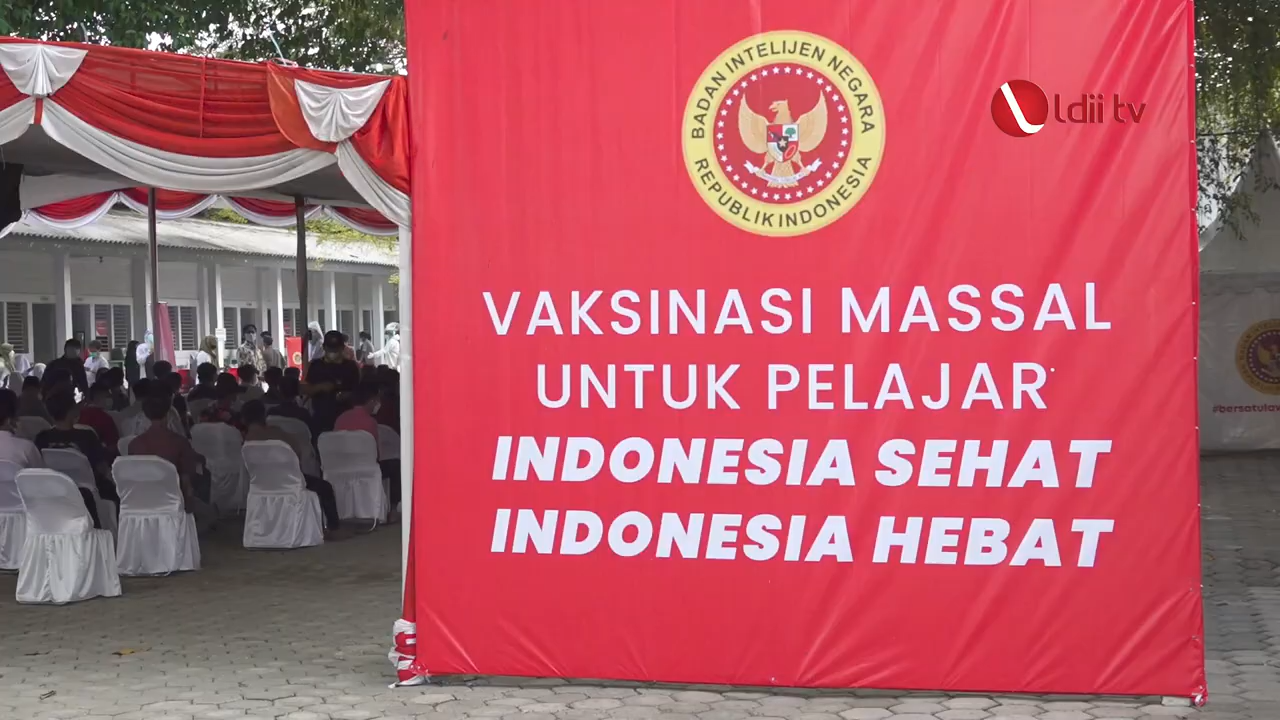 BADAN INTELIJEN NEGARA
REPUBLIK INDONESIA
Ldii tv
VAKSINASI MASSAL
UNTUK PELAJAR
INDONESIA SEHAT
INDONESIA HEBAT